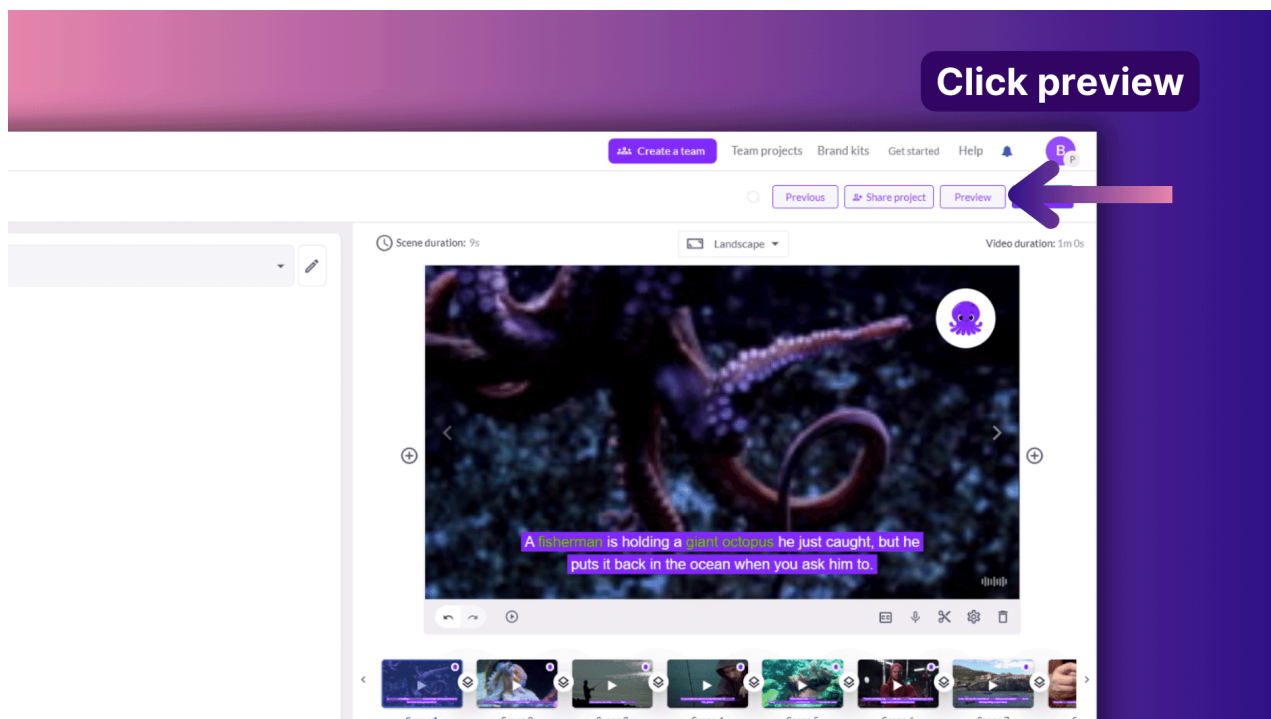 Click preview
Create a team Team projects Brand kits Get started Help B P
Previous Share project Preview
Scene duration: 9s Landscape Video duration: 1m 0s
A fisherman is holding a giant octopus he just caught, but he
puts it back in the ocean when you ask him to.
CC